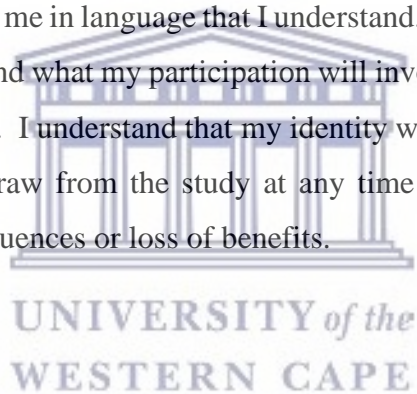 me in language that I understand.
nd what my participation will inv
I understand that my identity w
raw from the study at any time
uences or loss of benefits.
UNIVERSITY of the
WESTERN CAPE